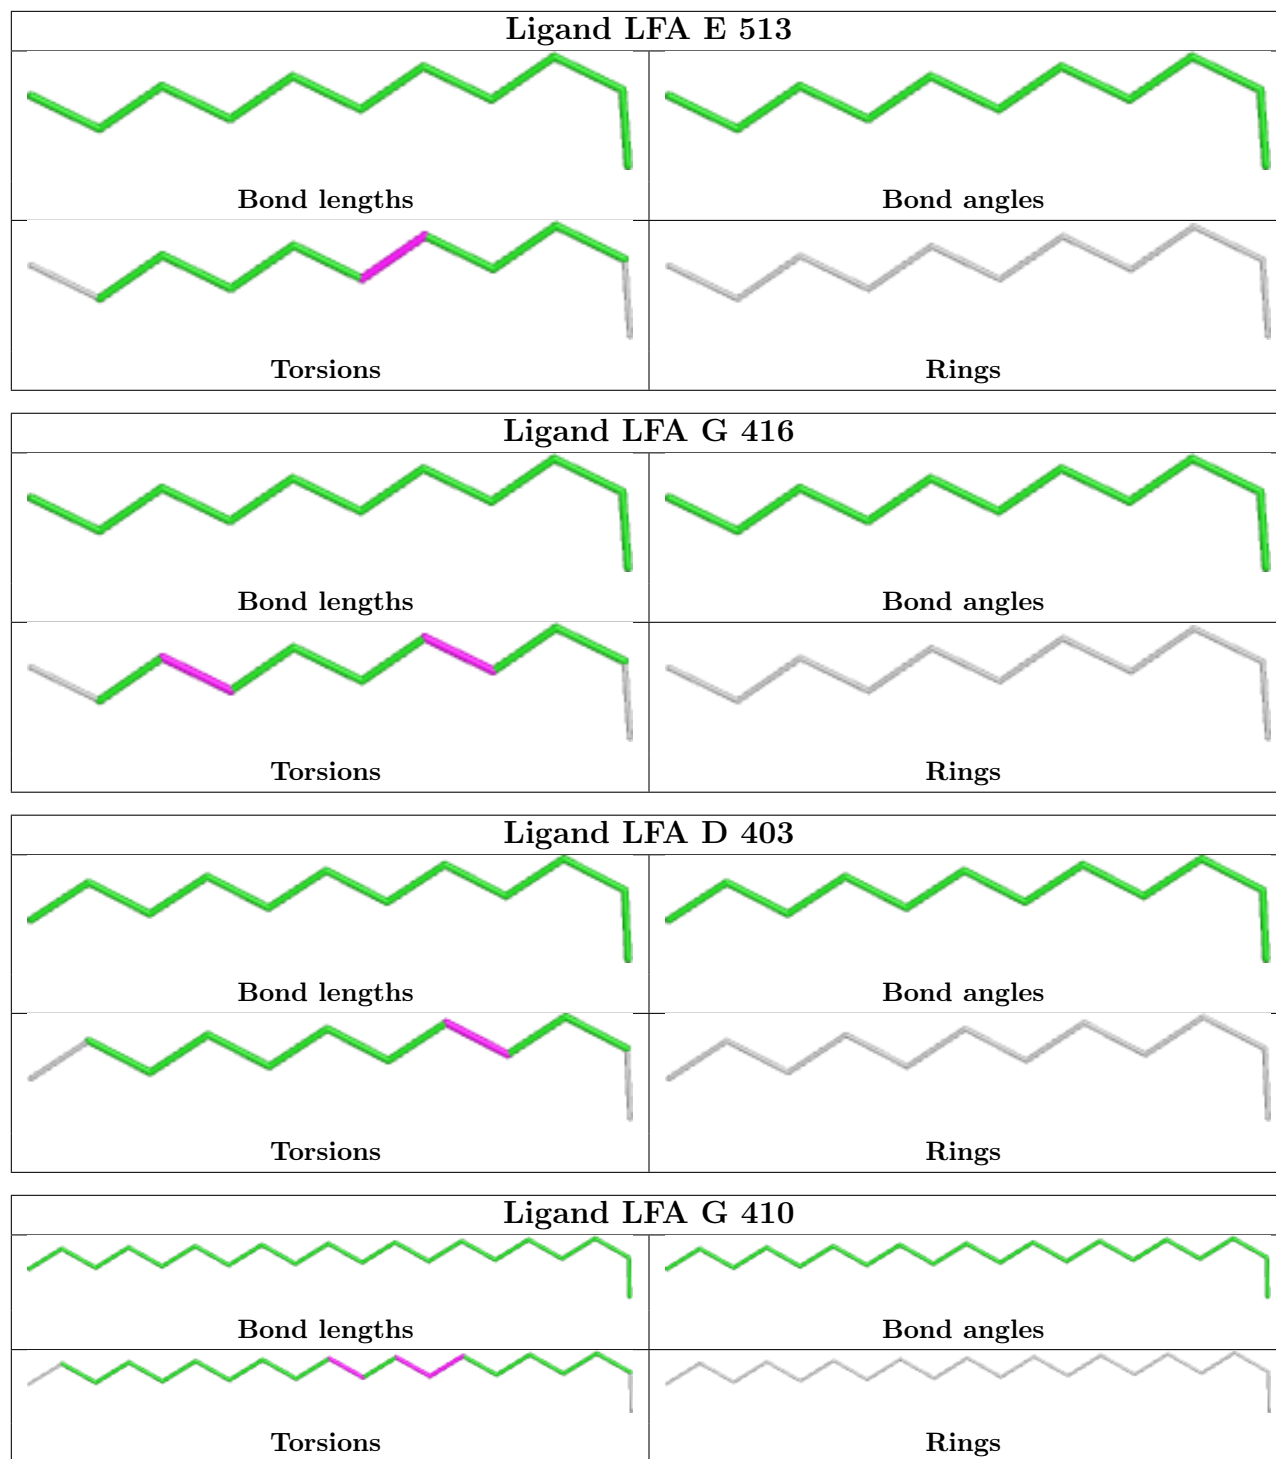 Ligand LFA E 513
Bond lengths Bond angles
Torsions Rings
Ligand LFA G 416
Bond lengths Bond angles
Torsions Rings
Ligand LFA D 403
Bond lengths Bond angles
Torsions Rings
Ligand LFA G 410
Bond lengths Bond angles
Torsions Rings